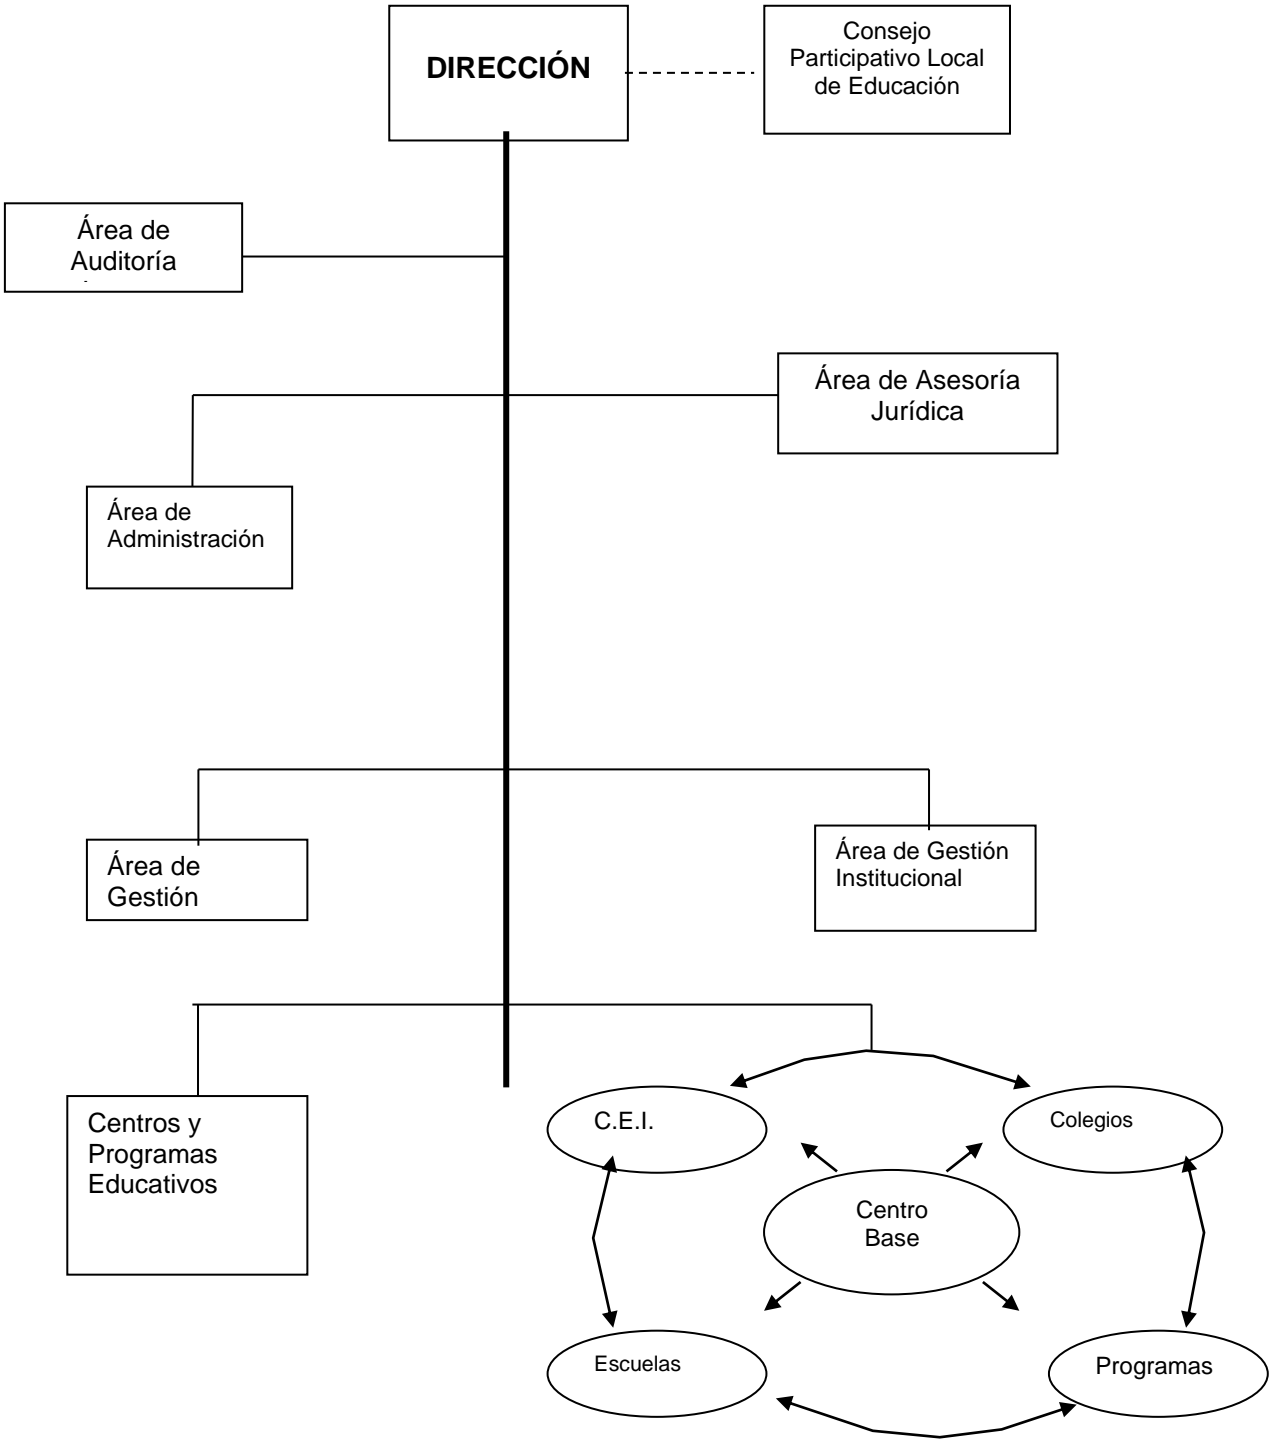 DIRECCIÓN
Consejo
Participativo Local
de Educación
Área de
Auditoría
Área de Asesoría
Jurídica
Área de
Administración
Área de
Gestión
Área de Gestión
Institucional
Centros y
Programas
Educativos
C.E.I.
Colegios
Centro
Base
Escuelas
Programas